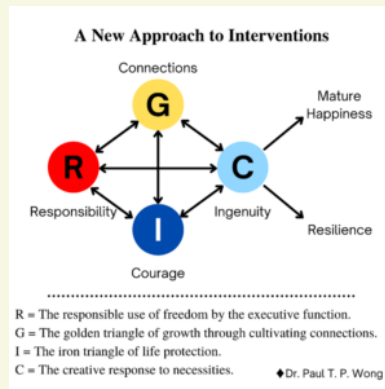 A New Approach to Interventions
Connections
G
Mature
Happiness
R
C
Responsibility
I
Ingenuity
Resilience
Courage
R = The responsible use of freedom by the executive function.
G = The golden triangle of growth through cultivating connections.
I = The iron triangle of life protection.
C = The creative response to necessities.
♦Dr. Paul T. P. Wong